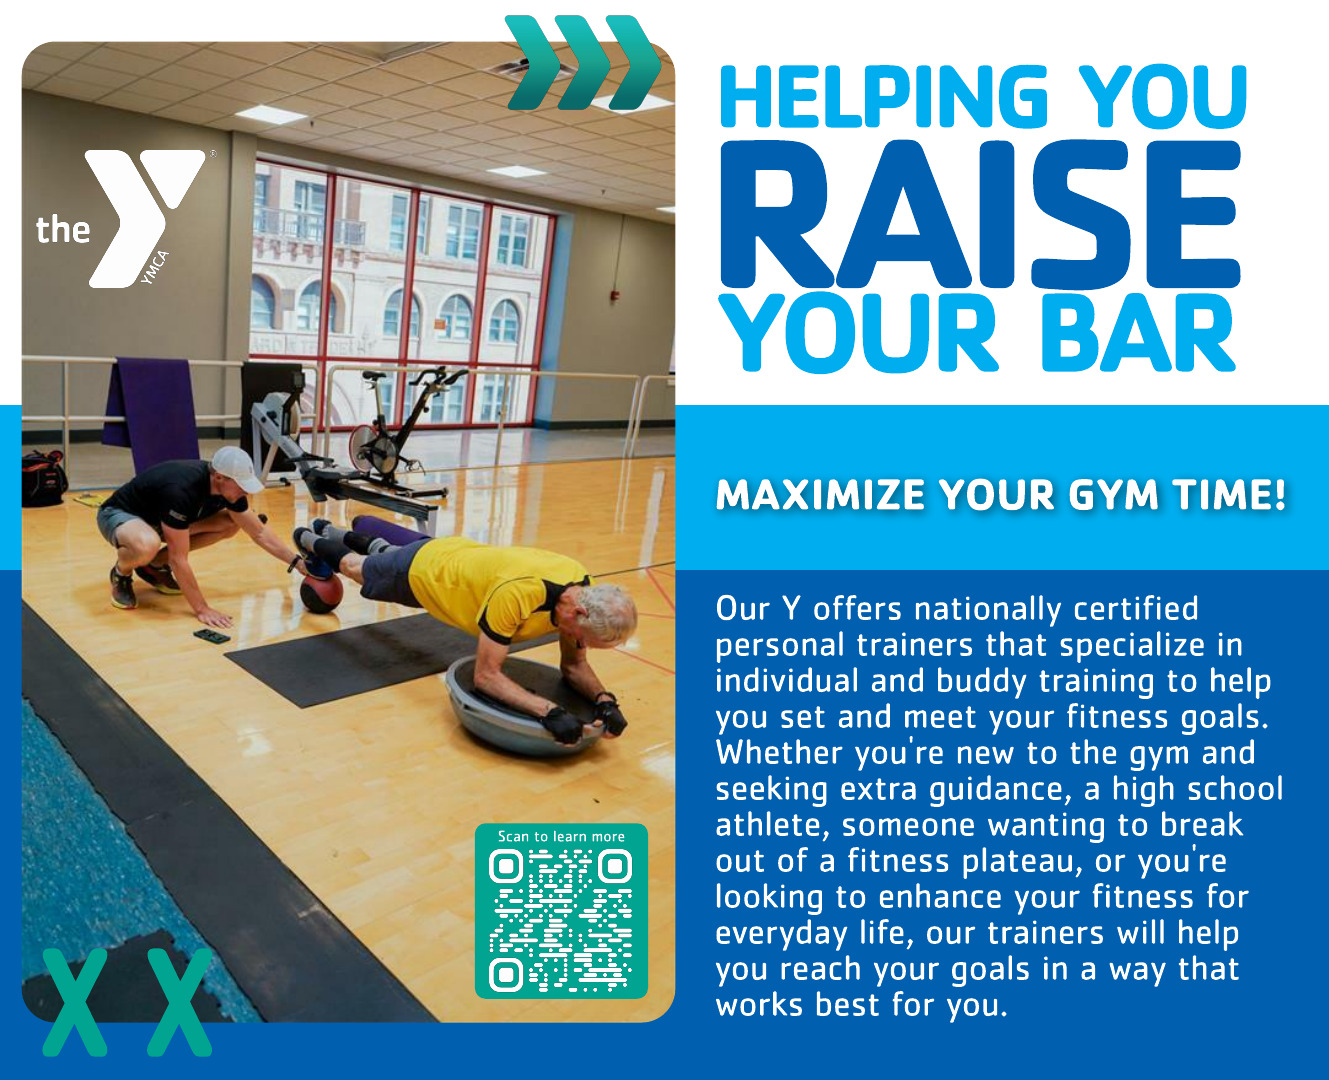 the
YMCA
HELPING YOU
RAISE
YOUR BAR
MAXIMIZE YOUR GYM TIME!
Our Y offers nationally certified
personal trainers that specialize in
individual and buddy training to help
you set and meet your fitness goals.
Whether you're new to the gym and
seeking extra guidance, a high school
athlete, someone wanting to break
out of a fitness plateau, or you're
looking to enhance your fitness for
everyday life, our trainers will help
you reach your goals in a way that
works best for you.
Scan to learn more